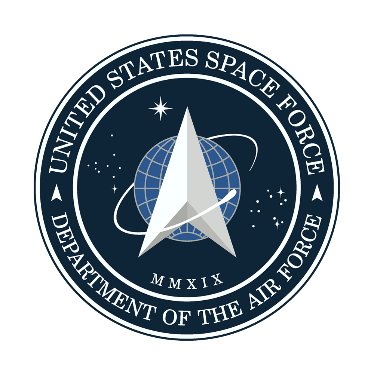 UNITED STATES SPACE FORCE
MMXIX
DEPARTMENT OF THE AIR FORCE